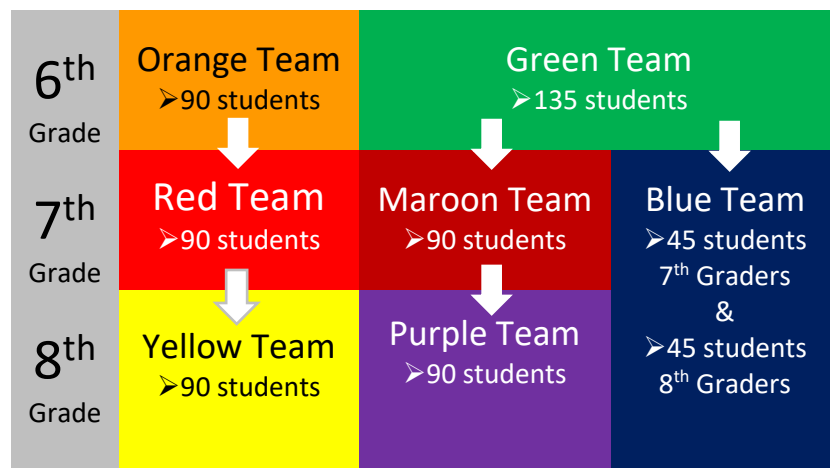 6th
Grade
Orange Team
➢90 students
Green Team
➢135 students
7th
Grade
Red Team
➢90 students
Maroon Team
➢90 students
Blue Team
➢45 students
7th Graders
&
➢45 students
8th Graders
8th
Grade
Yellow Team
➢90 students
Purple Team
➢90 students